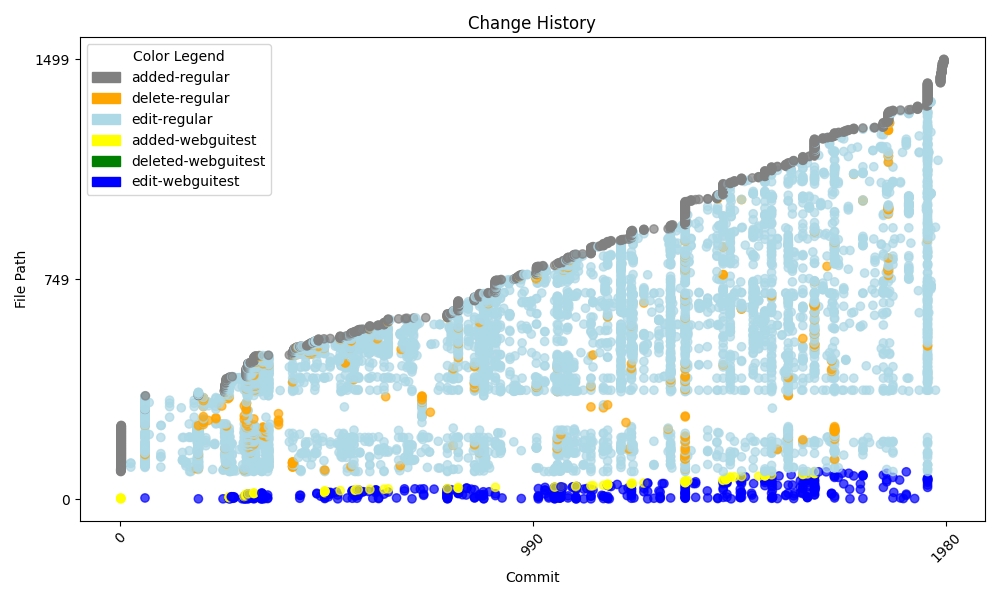 Change History
Color Legend
added-regular
delete-regular
edit-regular
added-webguitest
deleted-webguitest
edit-webguitest
File Path
1499
749
0
0
990
1980
Commit